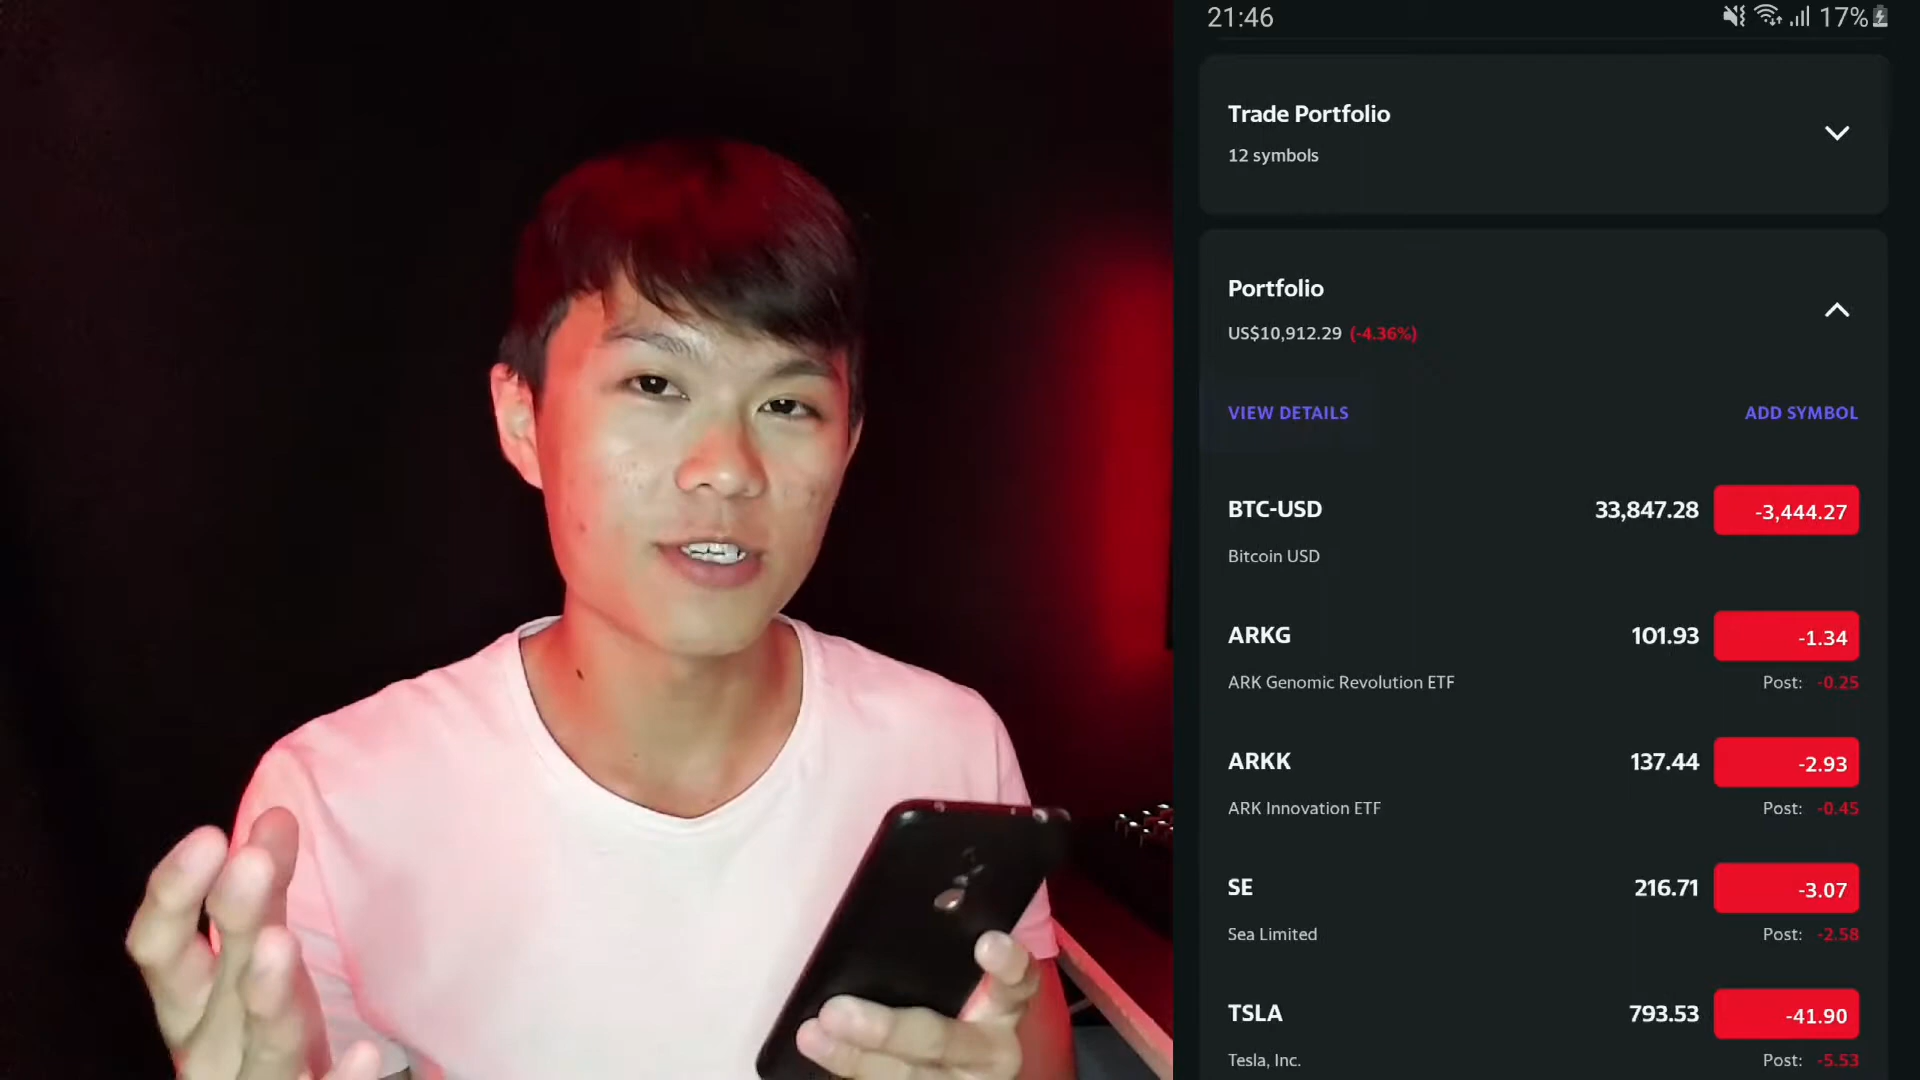 21:46 17%
Trade Portfolio
12 symbols
Portfolio
US$10,912.29 (-4.36%)
VIEW DETAILS ADD SYMBOL
BTC-USD 33,847.28 -3,444.27
Bitcoin USD
ARKG 101.93 -1.34
ARK Genomic Revolution ETF Post: -0.25
ARKK 137.44 -2.93
ARK Innovation ETF Post: -0.45
SE 216.71 -3.07
Sea Limited Post: -2.58
TSLA 793.53 -41.90
Tesla, Inc. Post: -5.53